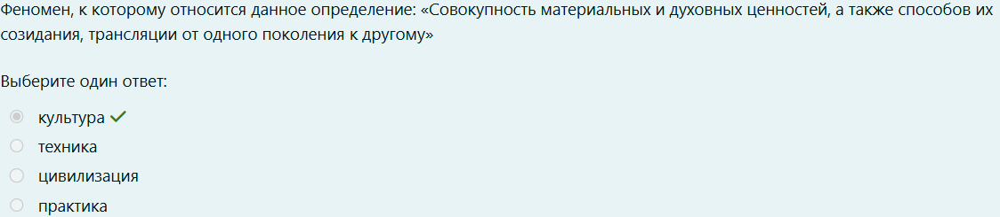 Феномен, к которому относится данное определение: «Совокупность материальных и духовных ценностей, а также способов их
созидания, трансляции от одного поколения к другому»
Выберите один ответ:
культура
техника
цивилизация
практика